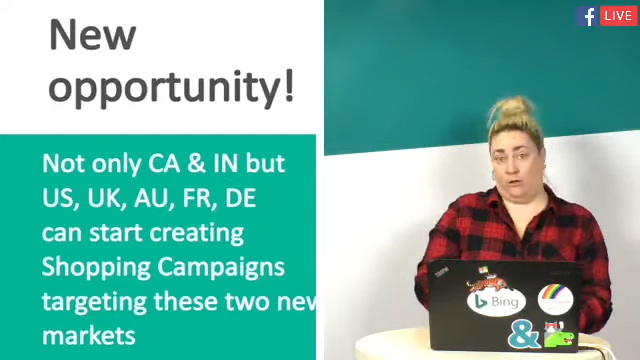 New
opportunity!
Not only CA & IN but
US, UK, AU, FR, DE
can start creating
Shopping Campaigns
targeting these two new
markets
f LIVE
ThinkPad
Bing
&